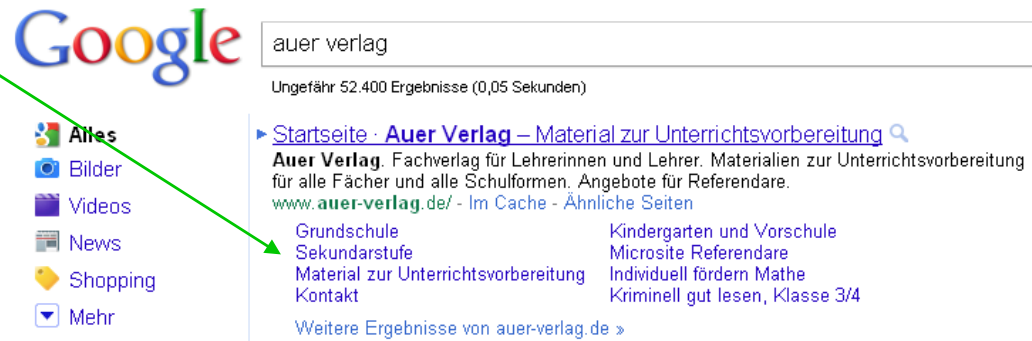 Google
auer verlag
Ungefähr 52.400 Ergebnisse (0,05 Sekunden)
Alles
Bilder
Videos
News
Shopping
Mehr
Startseite · Auer Verlag – Material zur Unterrichtsvorbereitung
Auer Verlag. Fachverlag für Lehrerinnen und Lehrer. Materialien zur Unterrichtsvorbereitung
für alle Fächer und alle Schulformen. Angebote für Referendare.
www.auer-verlag.de/ - Im Cache - Ähnliche Seiten
Grundschule
Sekundarstufe
Material zur Unterrichtsvorbereitung
Kontakt
Kindergarten und Vorschule
Microsite Referendare
Individuell fördern Mathe
Kriminell gut lesen, Klasse 3/4
Weitere Ergebnisse von auer-verlag.de »